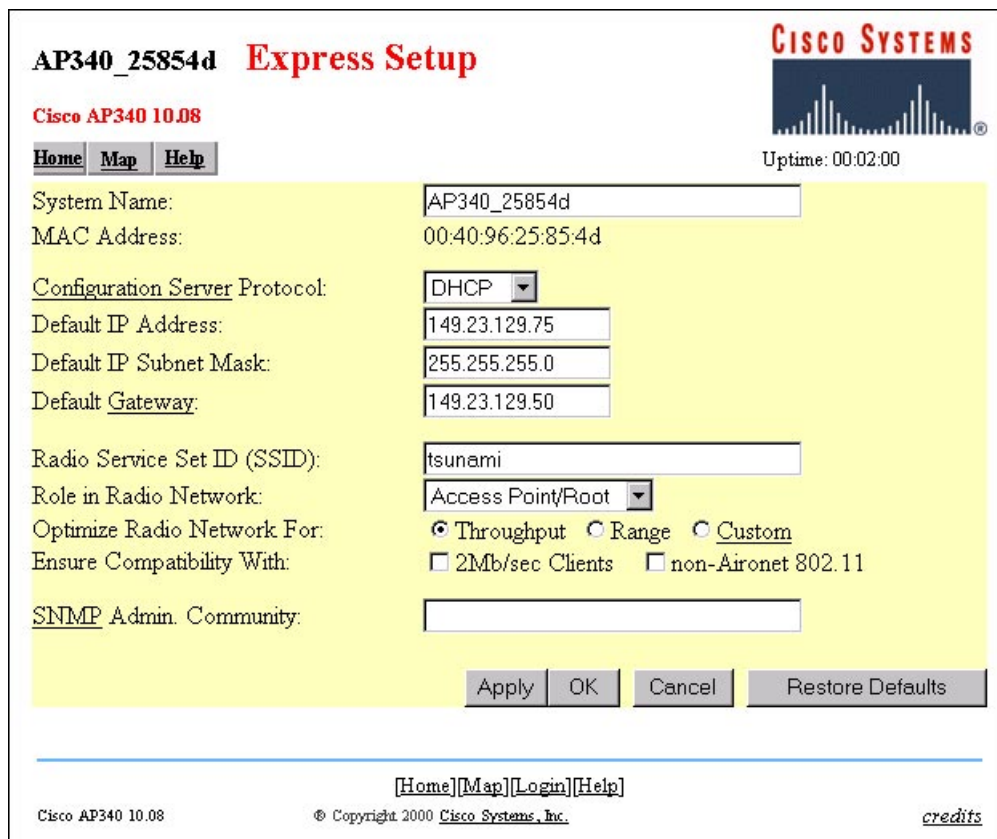 AP340_25854d Express Setup
CISCO SYSTEMS
®
Cisco AP340 10.08
Home Map Help
Uptime: 00:02:00
System Name: AP340_25854d
MAC Address: 00:40:96:25:85:4d
Configuration Server Protocol: DHCP
Default IP Address: 149.23.129.75
Default IP Subnet Mask: 255.255.255.0
Default Gateway: 149.23.129.50
Radio Service Set ID (SSID): tsunami
Role in Radio Network: Access Point/Root
Optimize Radio Network For: Throughput Range Custom
Ensure Compatibility With: 2Mb/sec Clients non-Aironet 802.11
SNMP Admin. Community:
Apply OK Cancel Restore Defaults
[Home][Map][Login][Help]
Cisco AP340 10.08 © Copyright 2000 Cisco Systems, Inc. credits